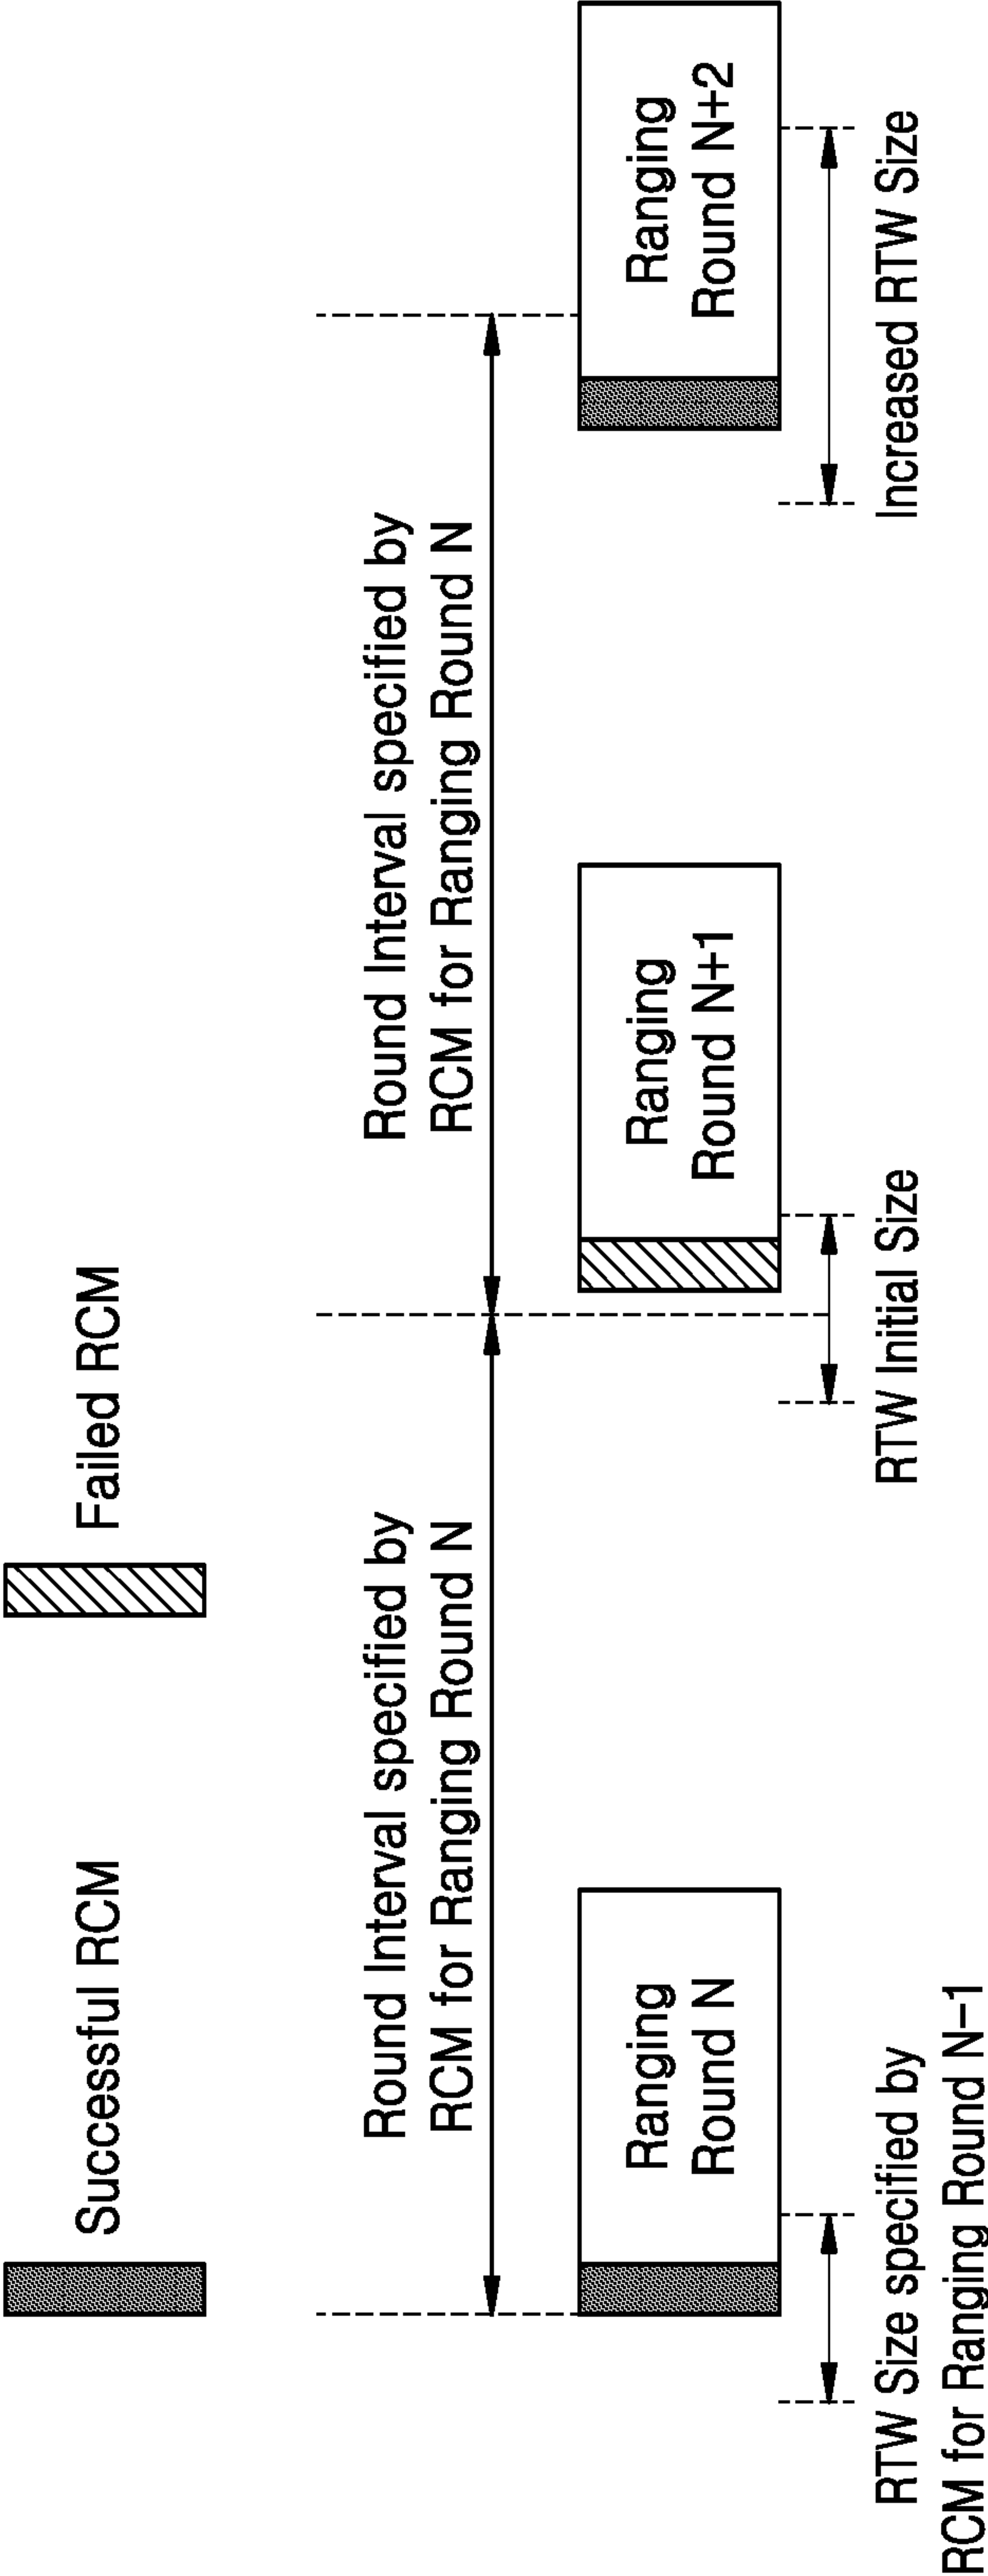 Successful RCM
Failed RCM
Round Interval specified by
RCM for Ranging Round N
Round Interval specified by
RCM for Ranging Round N
Ranging
Round N
Ranging
Round N+1
Ranging
Round N+2
RTW Size specified by
RCM for Ranging Round N-1
RTW Initial Size
Increased RTW Size